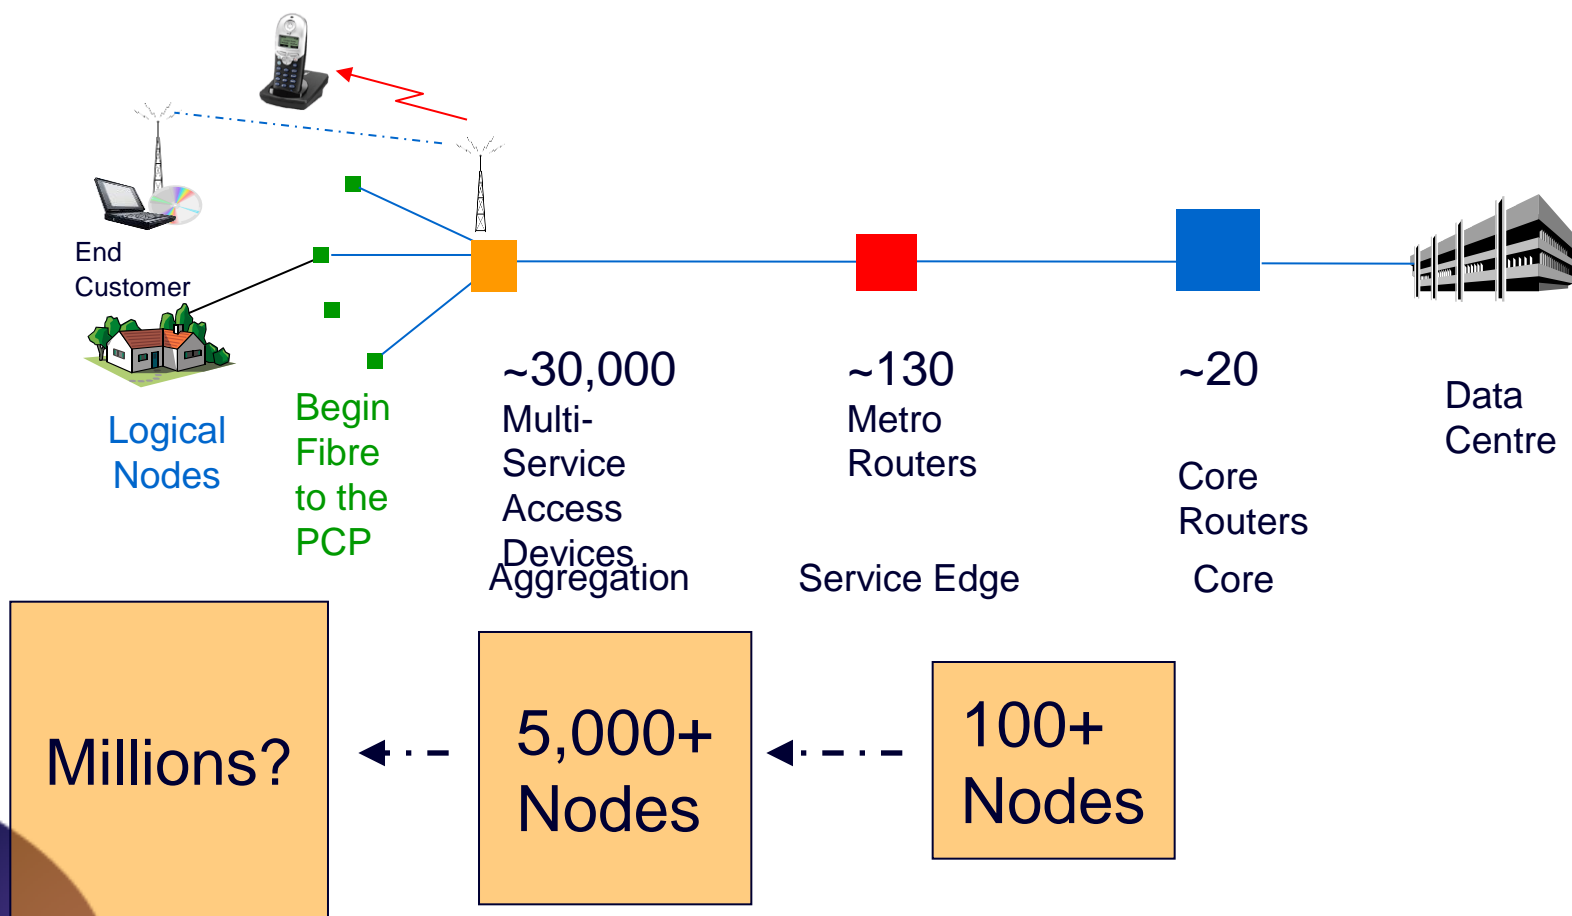 End
Customer
Logical
Nodes
Begin
Fibre
to the
PCP
~30,000
Multi-
Service
Access
Devices
Aggregation
~130
Metro
Routers
Service Edge
~20
Core
Routers
Core
Data
Centre
Millions?
5,000+
Nodes
100+
Nodes